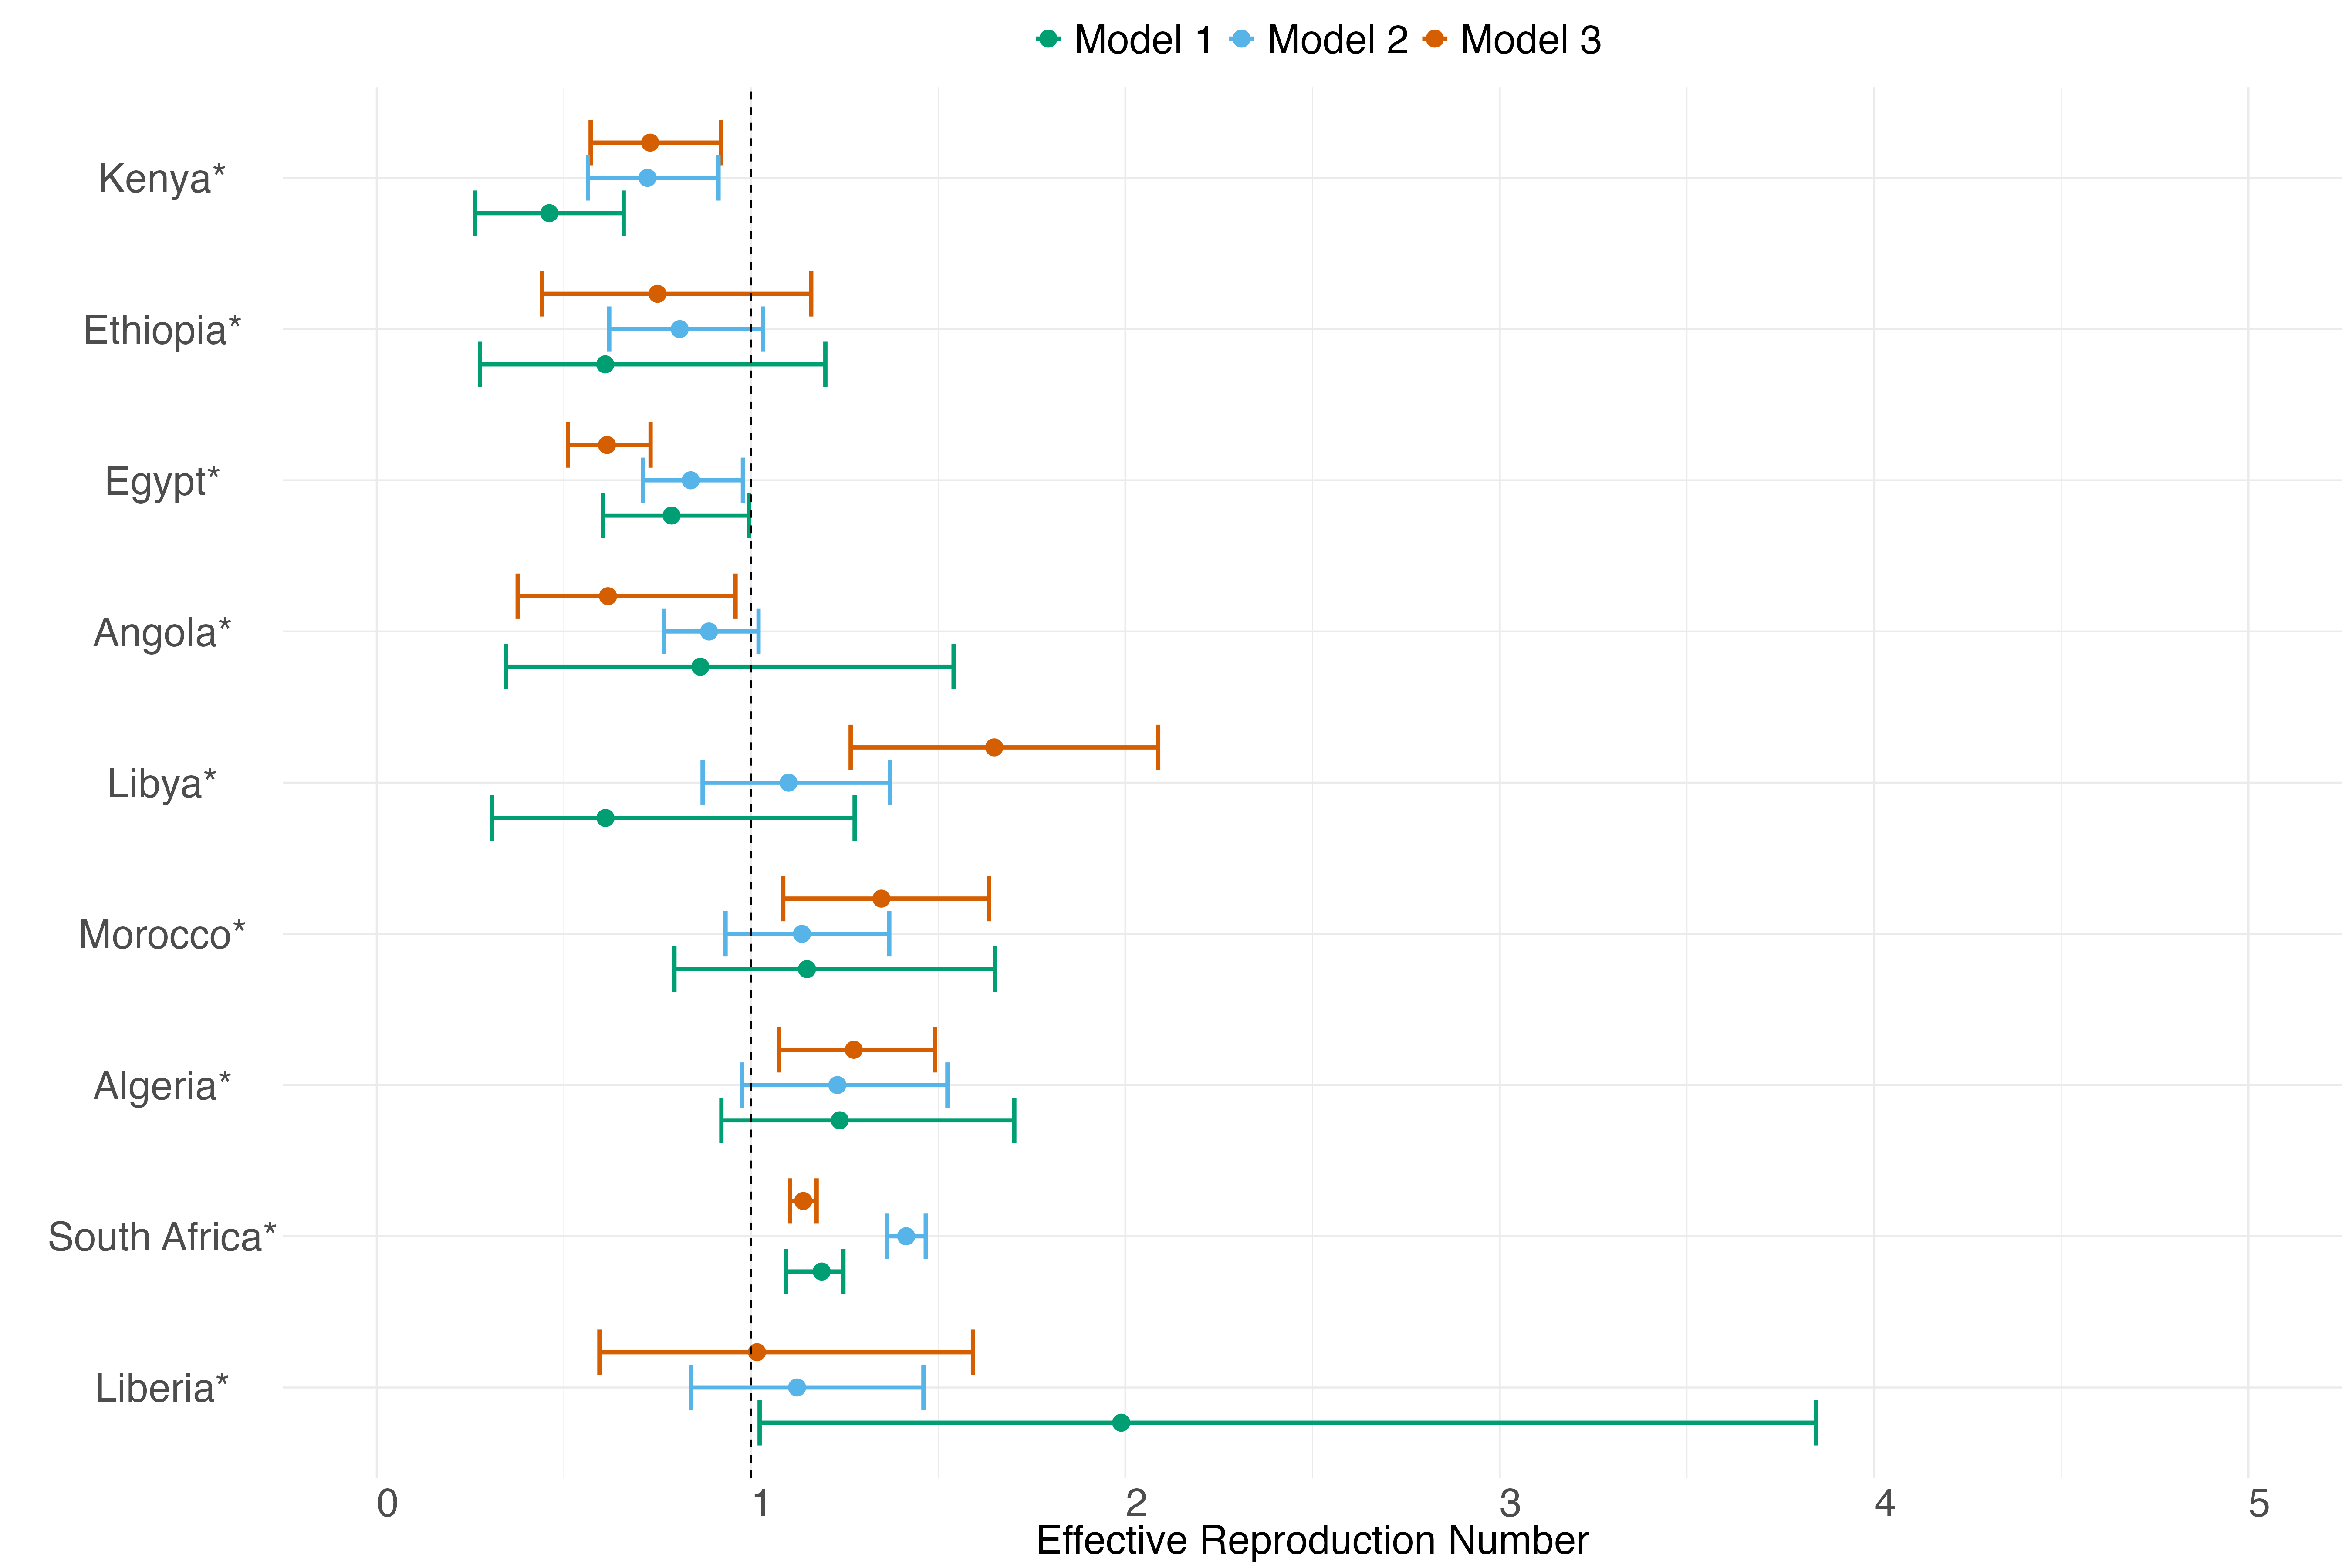 Model 1 Model 2 Model 3
Kenya*
Ethiopia*
Egypt*
Angola*
Libya*
Morocco*
Algeria*
South Africa*
Liberia*
0 1 2 3 4 5
Effective Reproduction Number